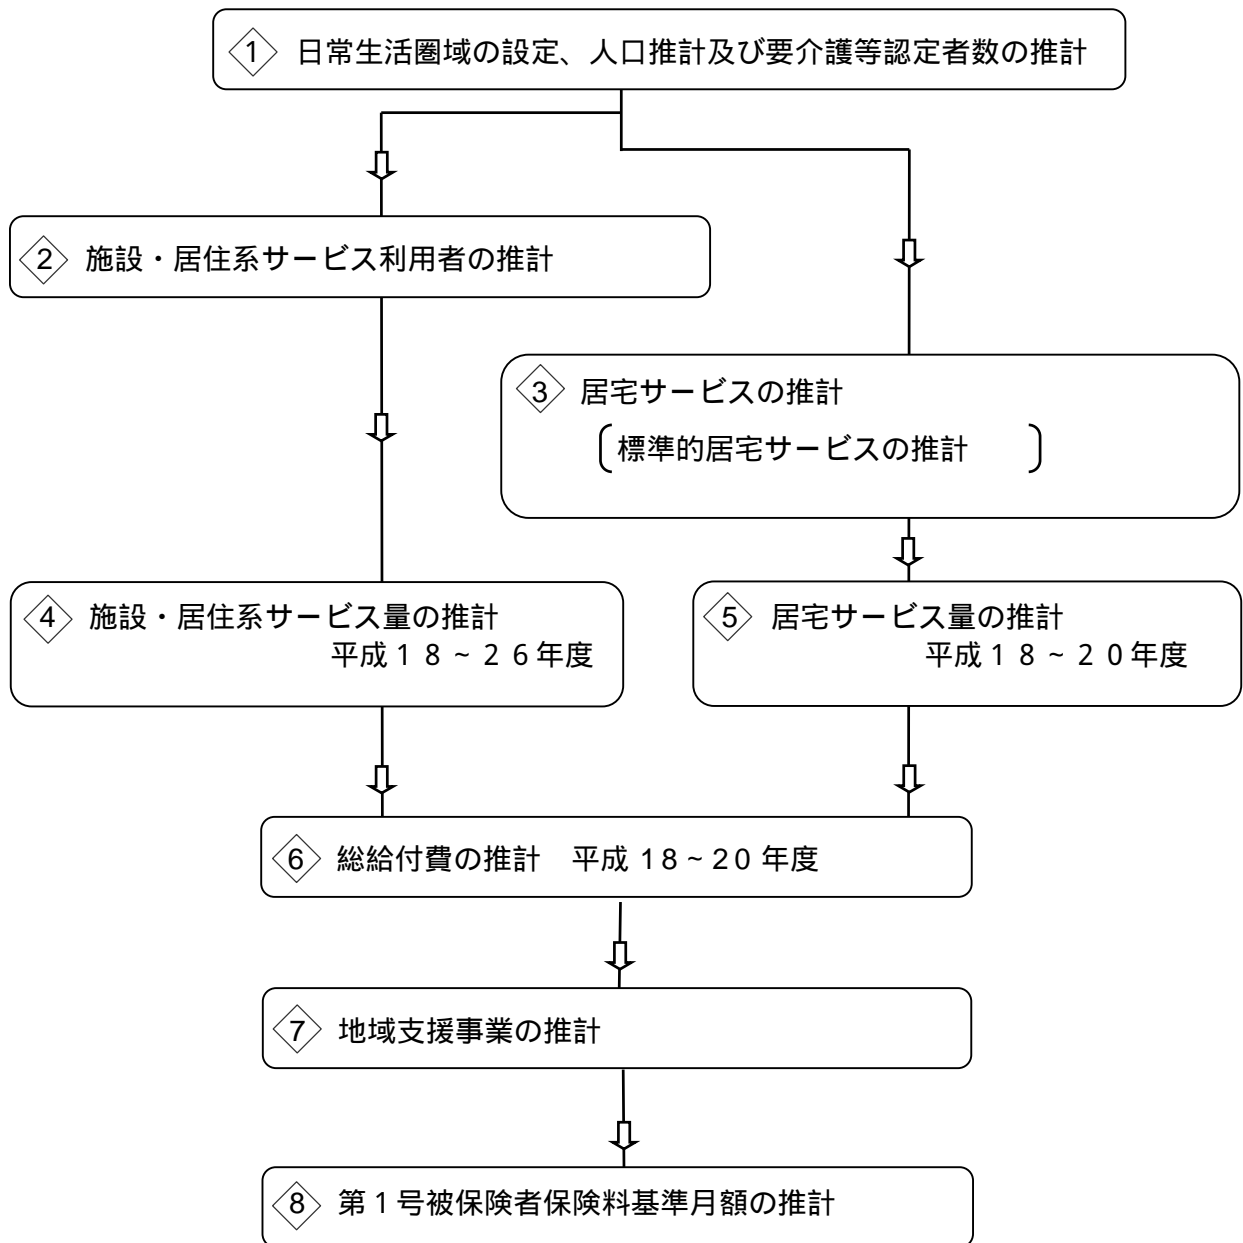 1 日常生活圏域の設定、人口推計及び要介護等認定者数の推計
2 施設・居住系サービス利用者の推計
3 居宅サービスの推計
〔標準的居宅サービスの推計　　〕
4 施設・居住系サービス量の推計
平成１８~２６年度
5 居宅サービス量の推計
平成１８~２０年度
6 総給付費の推計　平成 18~20 年度
7 地域支援事業の推計
8 第１号被保険者保険料基準月額の推計